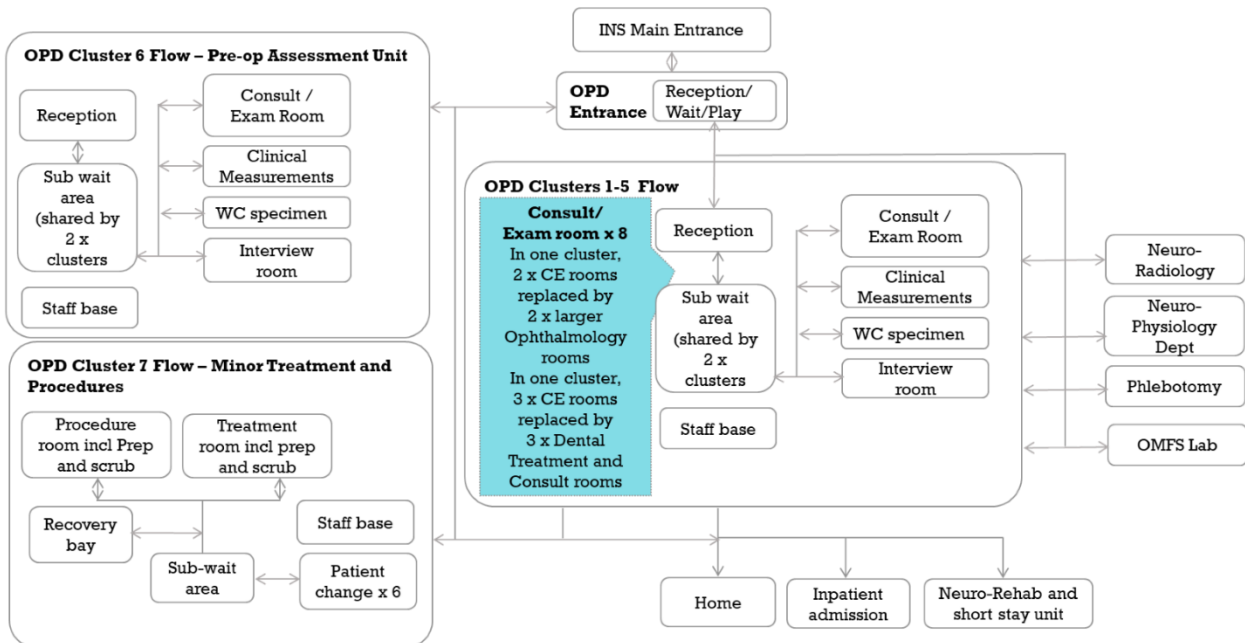 INS Main Entrance
OPD
Entrance
Reception/
Wait/Play
OPD Cluster 6 Flow – Pre-op Assessment Unit
Reception
Sub wait
area
(shared by
2 x
clusters
Staff base
Consult /
Exam Room
Clinical
Measurements
WC specimen
Interview
room
OPD Clusters 1-5 Flow
Consult/
Exam room x 8
In one cluster,
2 x CE rooms
replaced by
2 x larger
Ophthalmology
rooms
In one cluster,
3 x CE rooms
replaced by
3 x Dental
Treatment and
Consult rooms
Reception
Sub wait
area
(shared by
2 x
clusters
Staff base
Consult /
Exam Room
Clinical
Measurements
WC specimen
Interview
room
Neuro-
Radiology
Neuro-
Physiology
Dept
Phlebotomy
OMFS Lab
OPD Cluster 7 Flow – Minor Treatment and
Procedures
Procedure
room incl Prep
and scrub
Treatment
room incl prep
and scrub
Recovery
bay
Staff base
Sub-wait
area
Patient
change x 6
Home
Inpatient
admission
Neuro-Rehab and
short stay unit